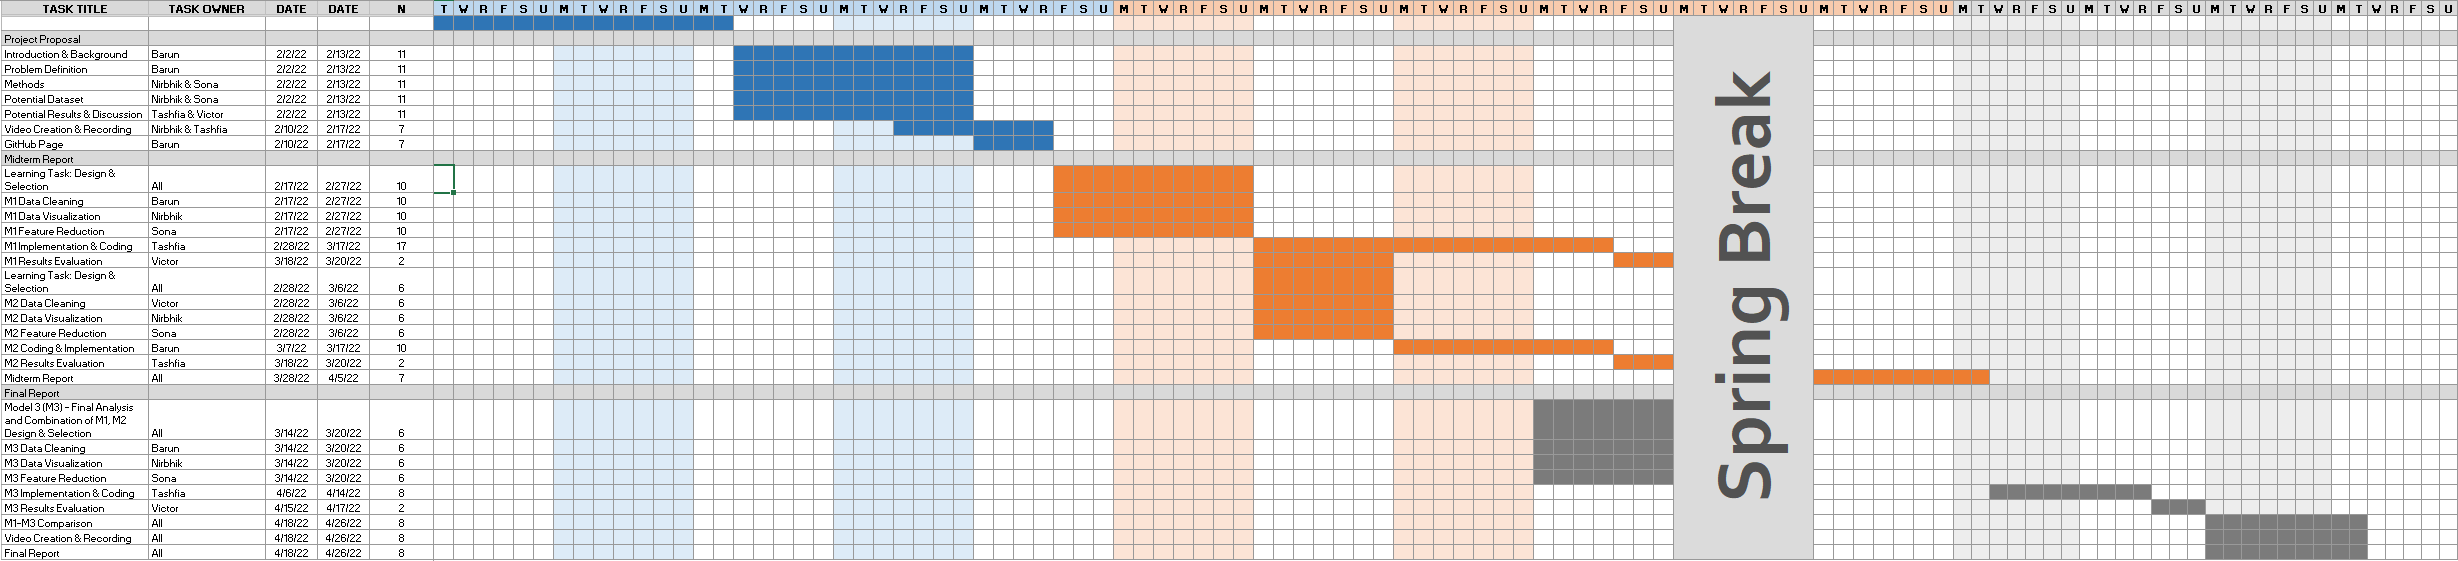 TASK TITLE TASK OWNER DATE DATE N T W R F S U M T W R F S U M T W R F S U M T W R F S U M T W R F S U M T W R F S U M T W R F S U M T W R F S U M T W R F S U M T W R F S U M T W R F S U M T W R F S U M T W R F S U M T W R F S U M T W R F S U
Project Proposal
Introduction & Background Barun 2/2/22 2/13/22 11
Problem Definition Barun 2/2/22 2/13/22 11
Methods Nirbhik & Sona 2/2/22 2/13/22 11
Potential Dataset Nirbhik & Sona 2/2/22 2/13/22 11
Potential Results & Discussion Tashfia & Victor 2/2/22 2/13/22 11
Video Creation & Recording Nirbhik & Tashfia 2/10/22 2/17/22 7
GitHub Page Barun 2/10/22 2/17/22 7
Midterm Report
Learning Task: Design &
Selection All 2/17/22 2/27/22 10
M1 Data Cleaning Barun 2/17/22 2/27/22 10
M1 Data Visualization Nirbhik 2/17/22 2/27/22 10
M1 Feature Reduction Sona 2/17/22 2/27/22 10
M1 Implementation & Coding Tashfia 2/28/22 3/17/22 17
M1 Results Evaluation Victor 3/18/22 3/20/22 2
Learning Task: Design &
Selection All 2/28/22 3/6/22 6
M2 Data Cleaning Victor 2/28/22 3/6/22 6
M2 Data Visualization Nirbhik 2/28/22 3/6/22 6
M2 Feature Reduction Sona 2/28/22 3/6/22 6
M2 Coding & Implementation Barun 3/7/22 3/17/22 10
M2 Results Evaluation Tashfia 3/18/22 3/20/22 2
Midterm Report All 3/28/22 4/5/22 7
Final Report
Model 3 (M3) - Final Analysis
and Combination of M1, M2
Design & Selection All 3/14/22 3/20/22 6
M3 Data Cleaning Barun 3/14/22 3/20/22 6
M3 Data Visualization Nirbhik 3/14/22 3/20/22 6
M3 Feature Reduction Sona 3/14/22 3/20/22 6
M3 Implementation & Coding Tashfia 4/6/22 4/14/22 8
M3 Results Evaluation Victor 4/15/22 4/17/22 2
M1-M3 Comparison All 4/18/22 4/26/22 8
Video Creation & Recording All 4/18/22 4/26/22 8
Final Report All 4/18/22 4/26/22 8
Spring Break